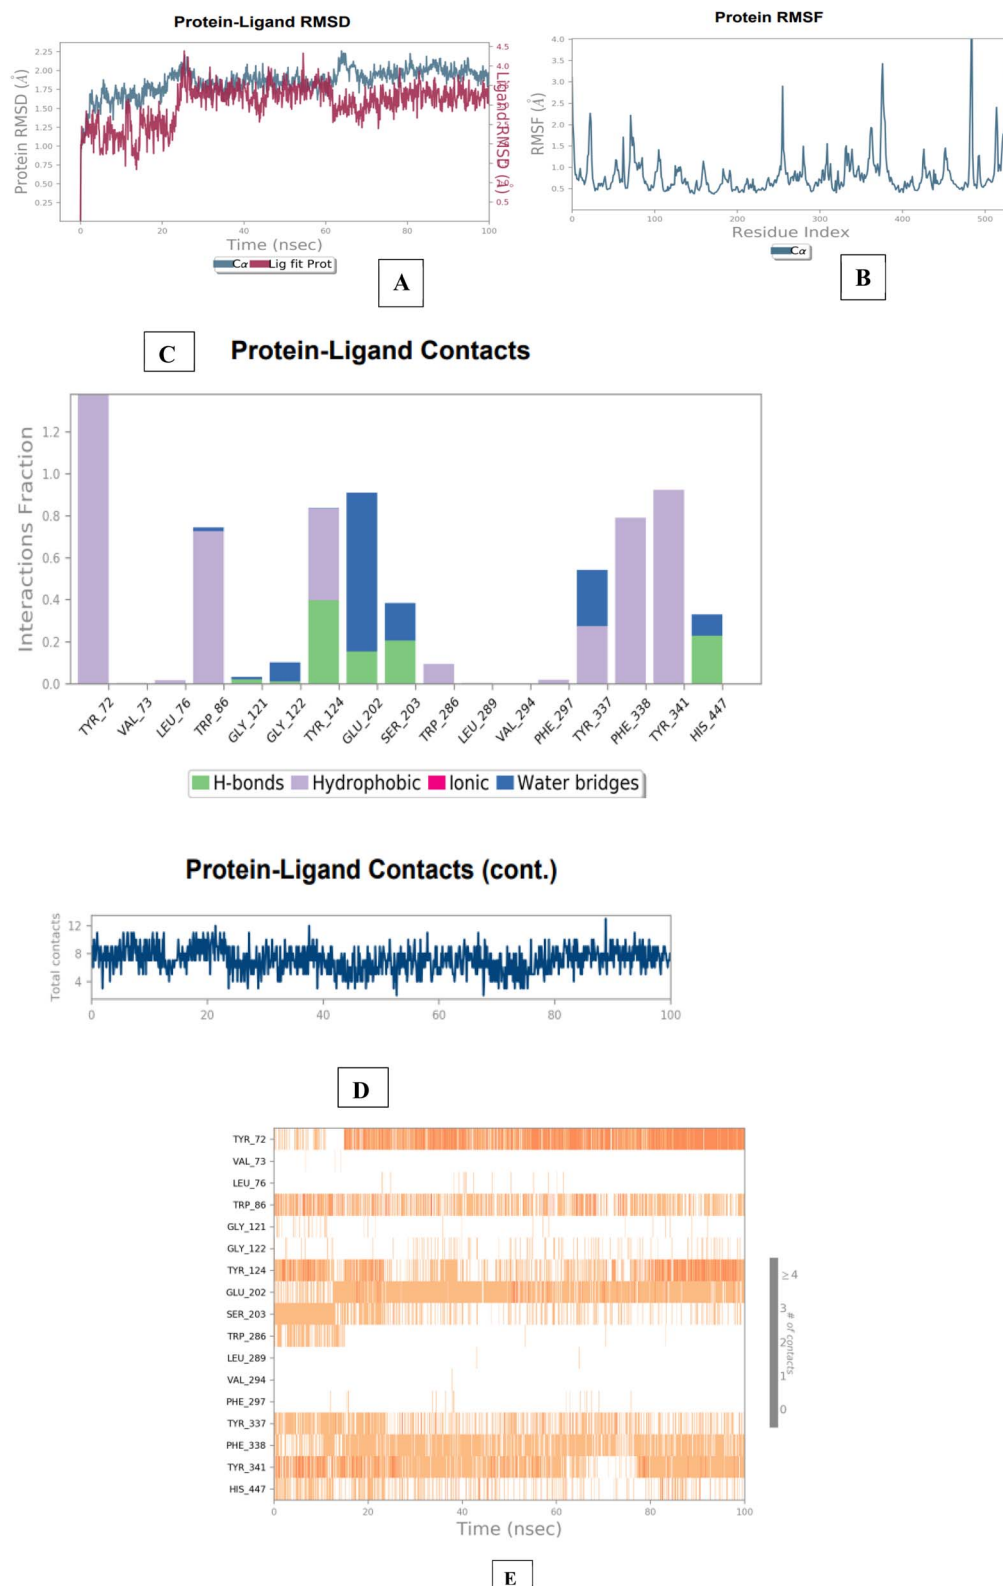 Protein-Ligand RMSD
Protein RMSD (Å)
2.25
2.00
1.75
1.50
1.25
1.00
0.75
0.50
0.25
4.5
4.0
0.5
Ligand RMSD (Å)
0 20 40 60 80 100
Time (nsec)
Cα Lig fit Prot
A
Protein RMSF
RMSF (Å)
4.0
3.5
3.0
2.5
2.0
1.5
1.0
0.5
0 100 200 300 400 500
Residue Index
Cα
B
C
Protein-Ligand Contacts
Interactions Fraction
1.2
1.0
0.8
0.6
0.4
0.2
0.0
TYR_72
VAL_73
LEU_76
TRP_86
GLY_121
GLY_122
TYR_124
GLU_202
SER_203
TRP_286
LEU_289
VAL_294
PHE_297
TYR_337
PHE_338
TYR_341
HIS_447
H-bonds Hydrophobic Ionic Water bridges
Protein-Ligand Contacts (cont.)
Total contacts
12
8
4
0 20 40 60 80 100
D
TYR_72
VAL_73
LEU_76
TRP_86
GLY_121
GLY_122
TYR_124
GLU_202
SER_203
TRP_286
LEU_289
VAL_294
PHE_297
TYR_337
PHE_338
TYR_341
HIS_447
≥4
3
2
1
0
# of contacts
0 20 40 60 80 100
Time (nsec)
E